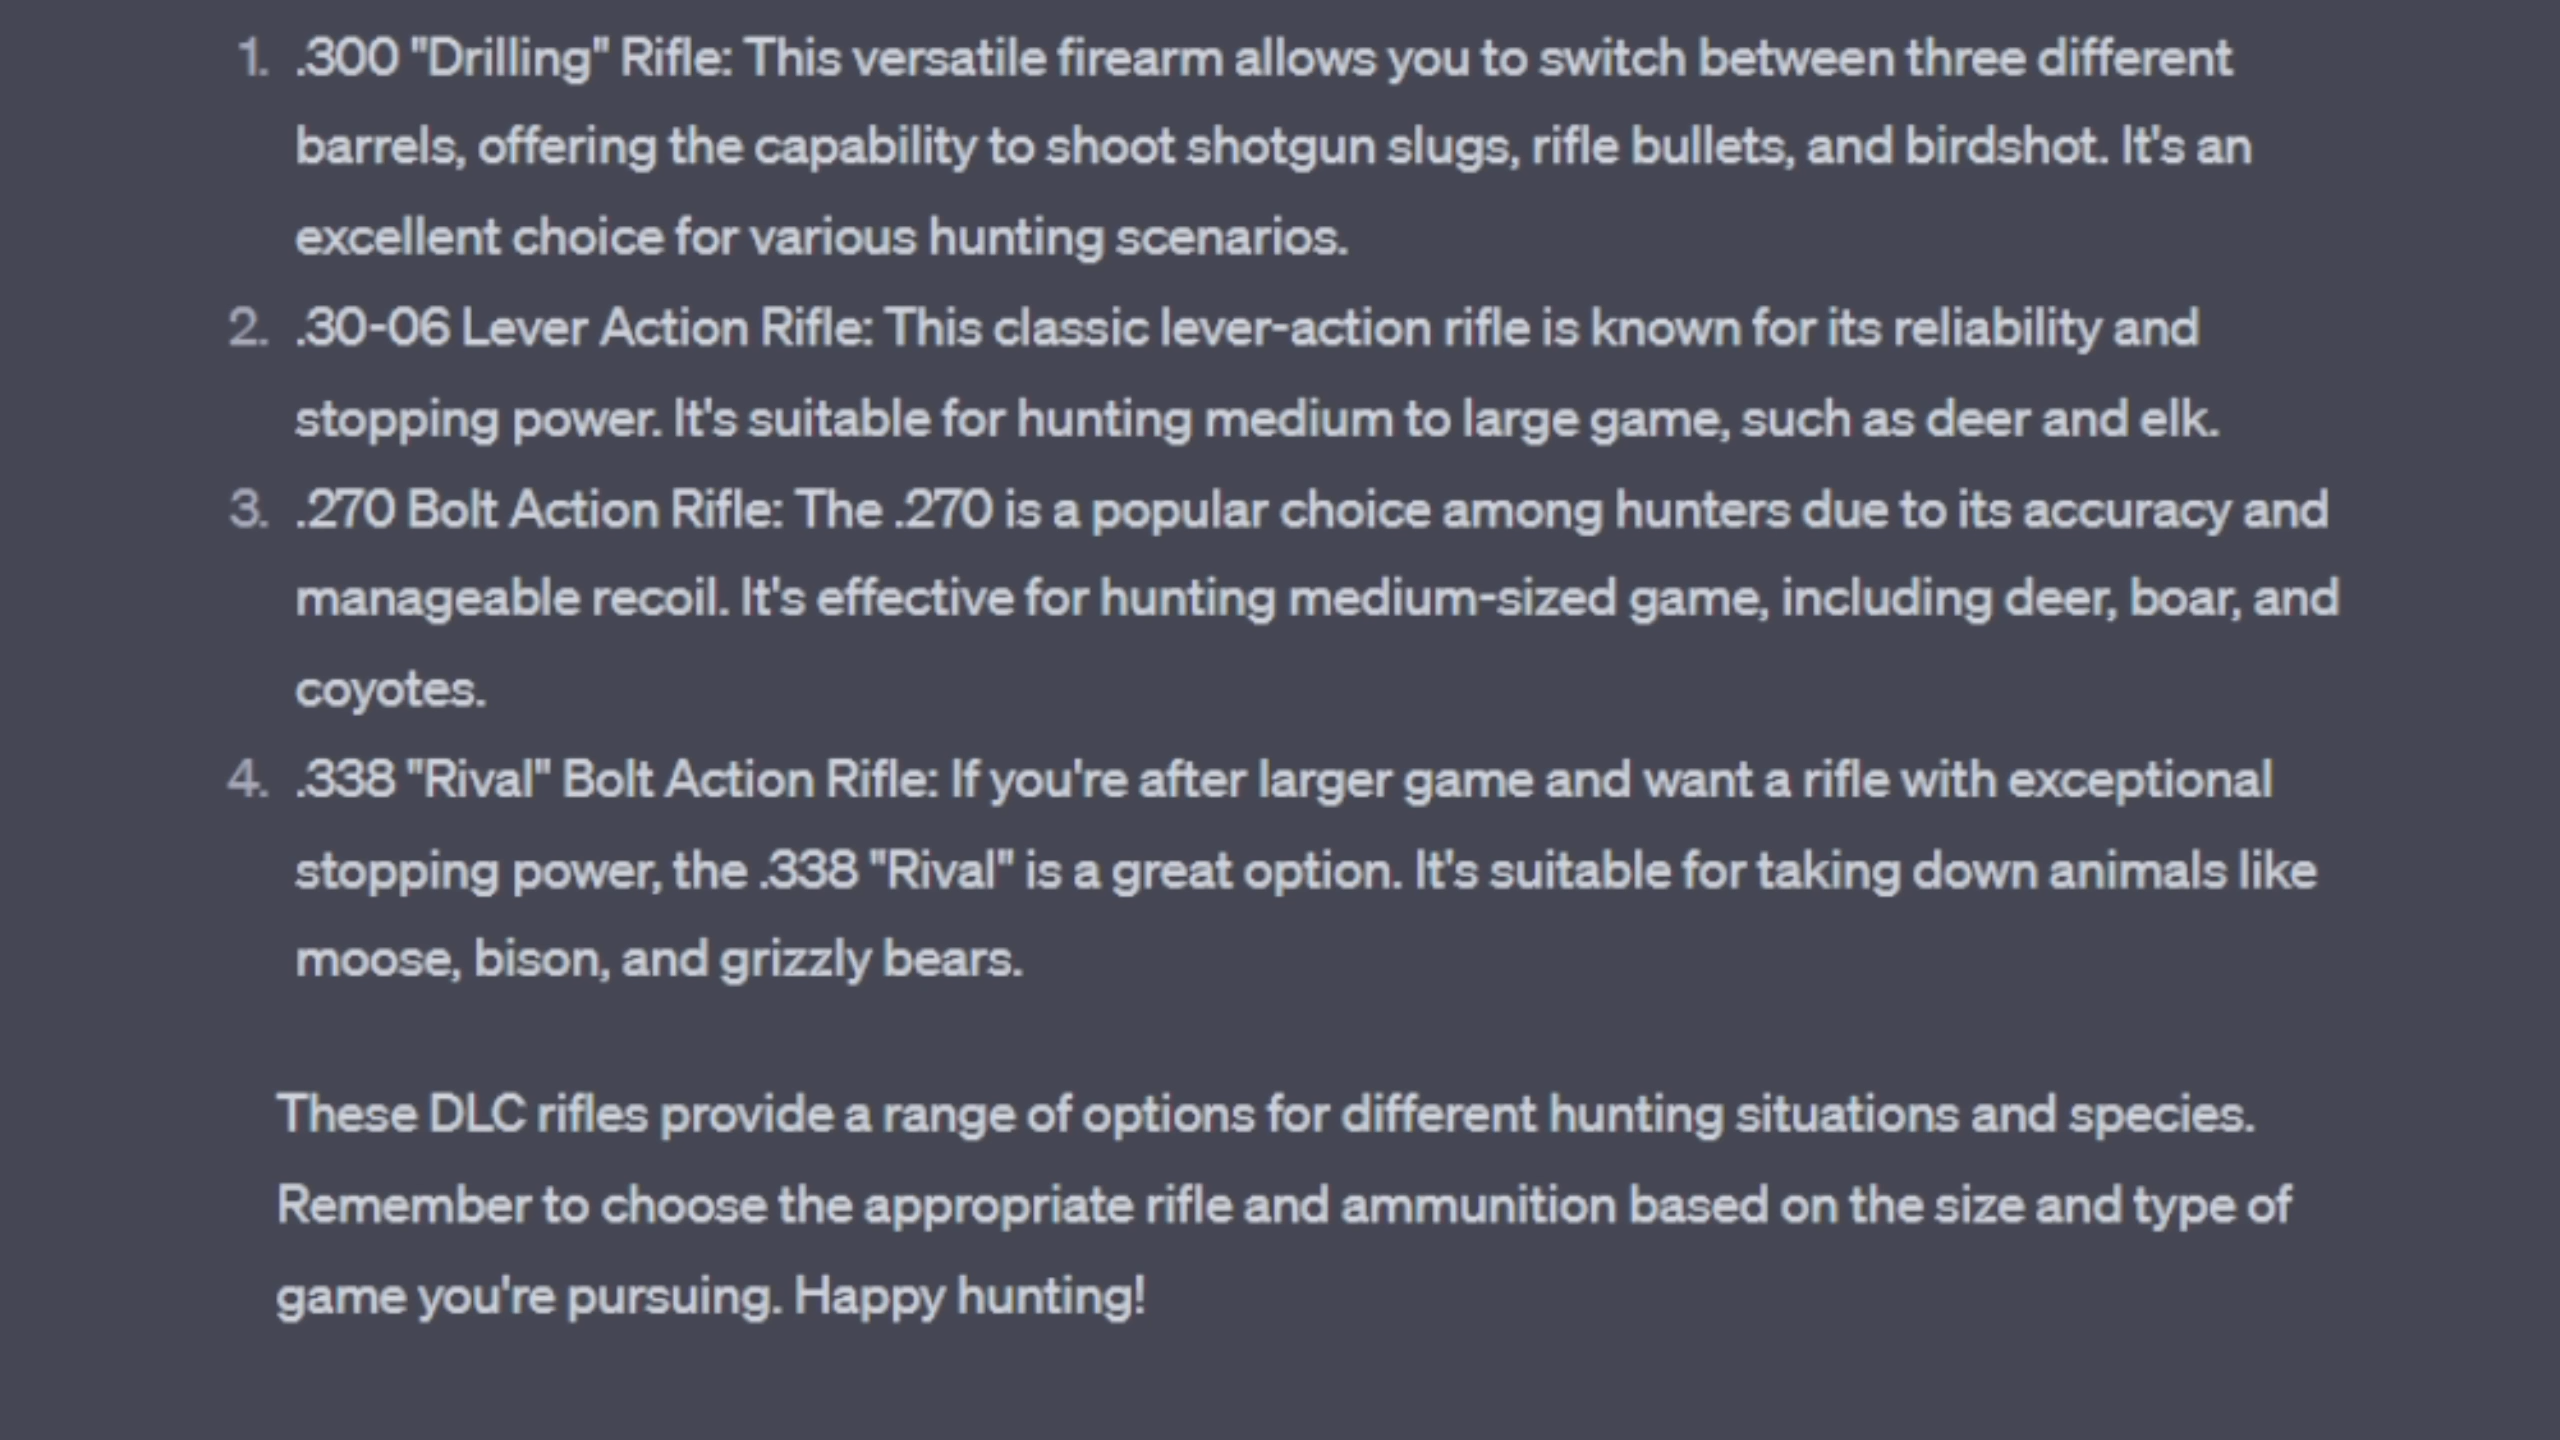 1. .300 "Drilling" Rifle: This versatile firearm allows you to switch between three different
barrels, offering the capability to shoot shotgun slugs, rifle bullets, and birdshot. It's an
excellent choice for various hunting scenarios.
2. .30-06 Lever Action Rifle: This classic lever-action rifle is known for its reliability and
stopping power. It's suitable for hunting medium to large game, such as deer and elk.
3. .270 Bolt Action Rifle: The .270 is a popular choice among hunters due to its accuracy and
manageable recoil. It's effective for hunting medium-sized game, including deer, boar, and
coyotes.
4. .338 "Rival" Bolt Action Rifle: If you're after larger game and want a rifle with exceptional
stopping power, the .338 "Rival" is a great option. It's suitable for taking down animals like
moose, bison, and grizzly bears.
These DLC rifles provide a range of options for different hunting situations and species.
Remember to choose the appropriate rifle and ammunition based on the size and type of
game you're pursuing. Happy hunting!